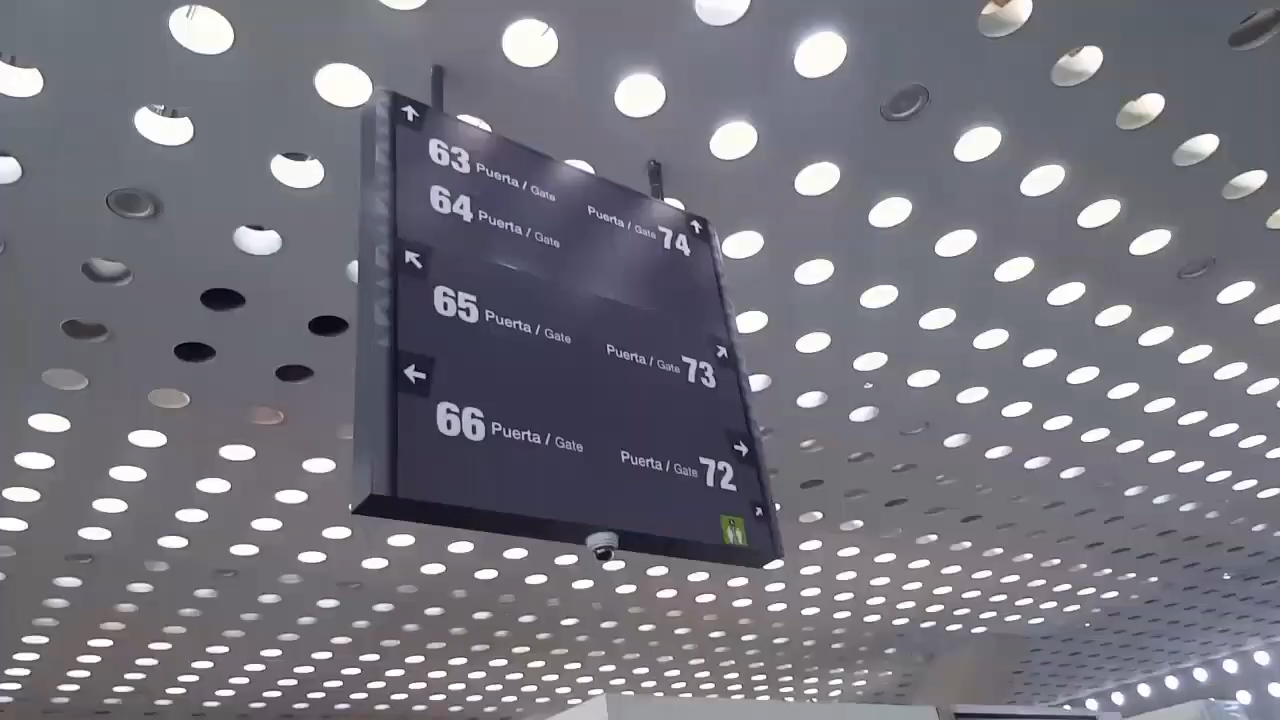 63 Puerta / Gate
64 Puerta / Gate
Puerta / Gate 74
65 Puerta / Gate
Puerta / Gate 73
66 Puerta / Gate
Puerta / Gate 72